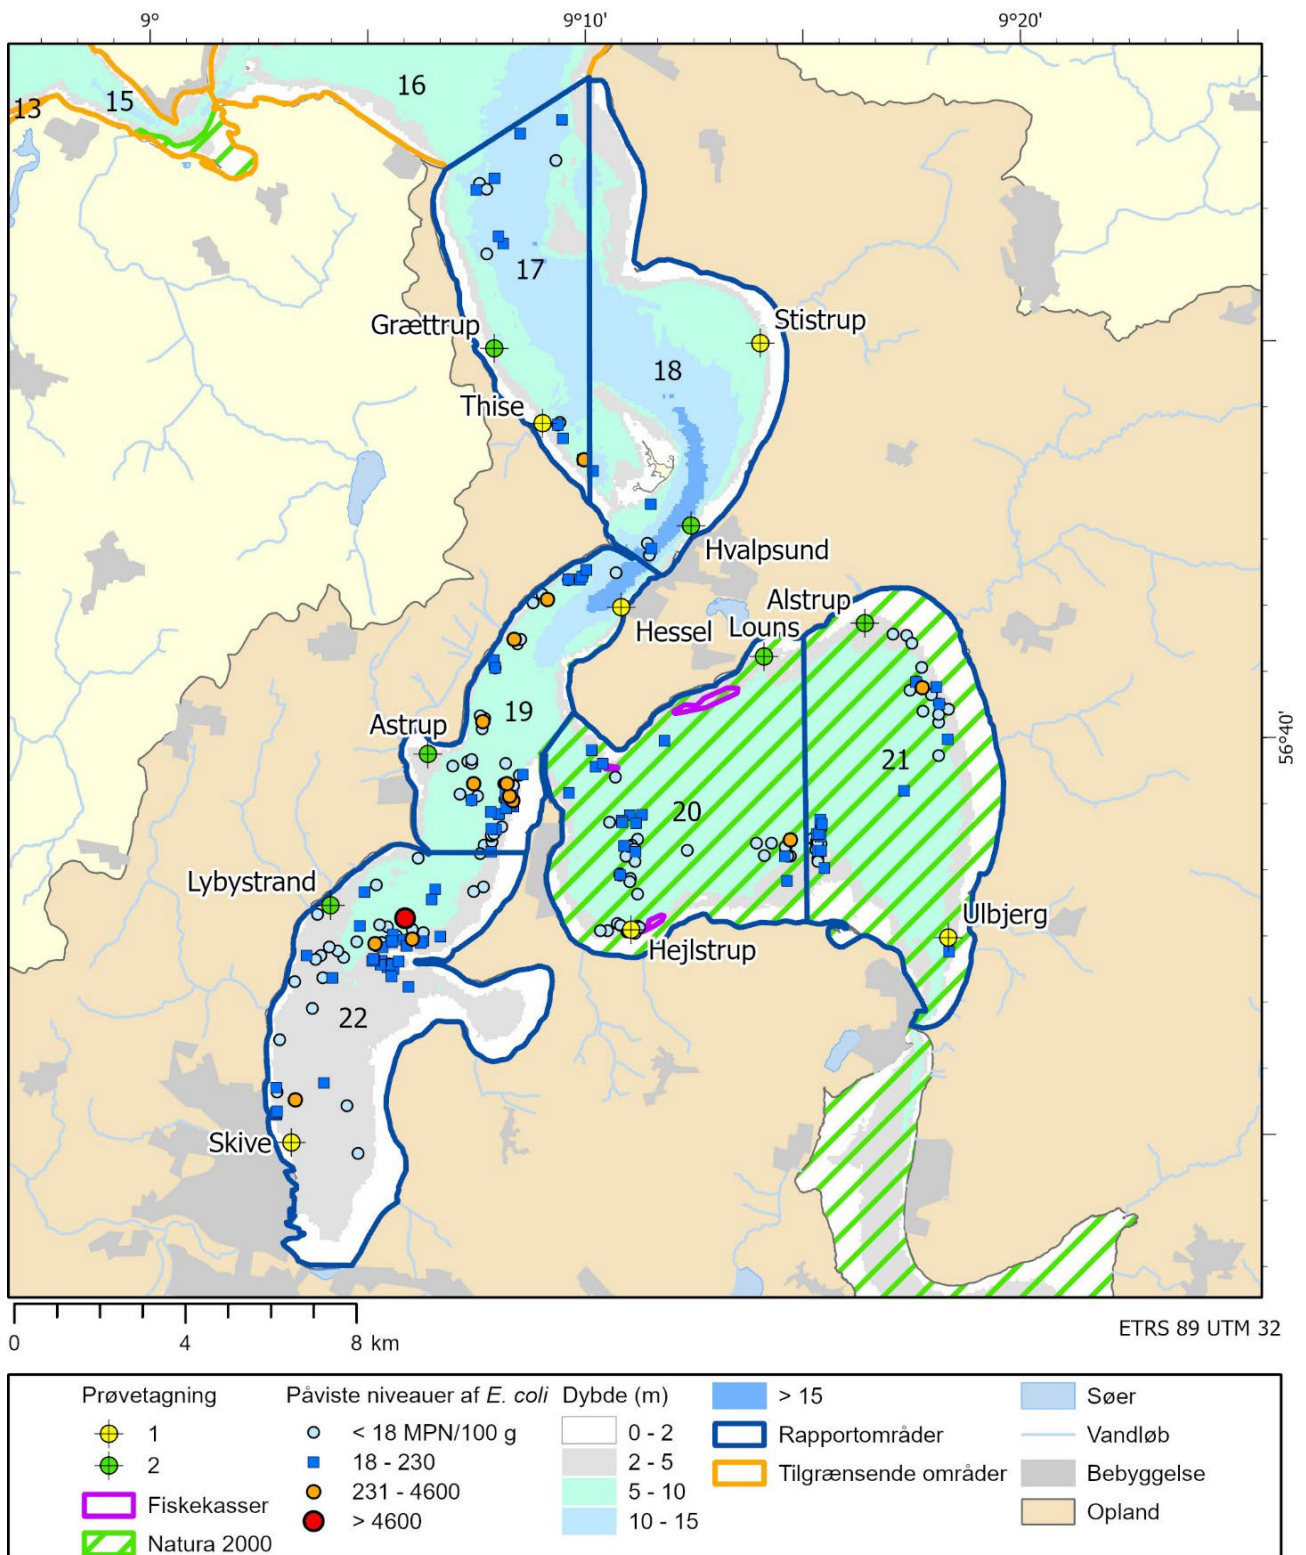 9° 9°10' 9°20'
16
15
13
17
Grættrup
Stistrup
18
Thise
Hvalpsund
Alstrup
Hessel
Louns
19
Astrup
56°40'
21
20
Lybystrand
Ulbjerg
Hejlstrup
22
Skive
0 4 8 km
ETRS 89 UTM 32
Prøvetagning
1
2
Fiskekasser
Natura 2000
Påviste niveauer af E. coli
< 18 MPN/100 g
18 - 230
231 - 4600
> 4600
Dybde (m)
0 - 2
2 - 5
5 - 10
10 - 15
> 15
Rapportområder
Tilgrænsende områder
Søer
Vandløb
Bebyggelse
Opland